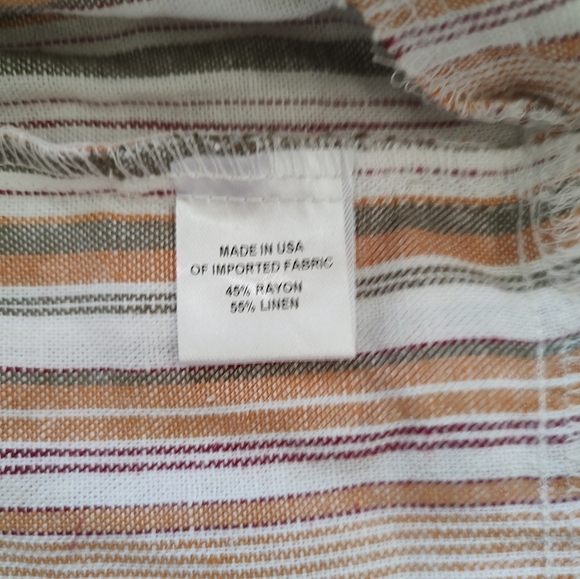 MADE IN USA
OF IMPORTED FABRIC
45% RAYON
55% LINEN